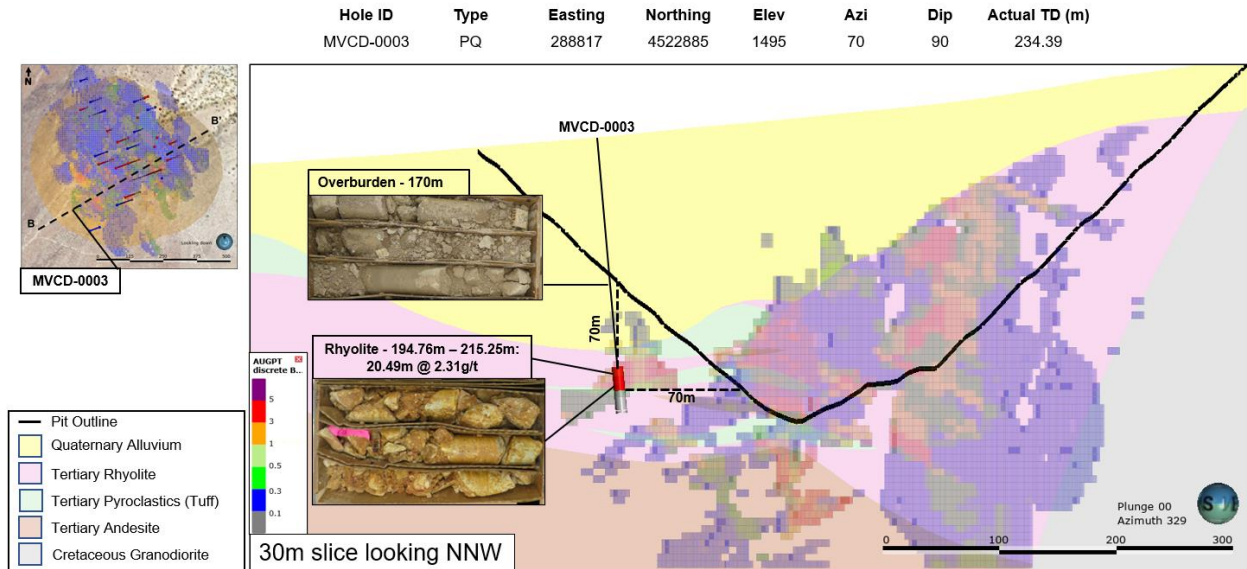 Hole ID Type Easting Northing Elev Azi Dip Actual TD (m)
MVCD-0003 PQ 288817 4522885 1495 70 90 234.39
N
B'
B
Looking down
MVCD-0003
MVCD-0003
Overburden - 170m
70m
Rhyolite - 194.76m – 215.25m:
20.49m @ 2.31g/t
70m
AUGPT
discrete B...
5
3
1
0.5
0.3
0.1
Pit Outline
Quaternary Alluvium
Tertiary Rhyolite
Tertiary Pyroclastics (Tuff)
Tertiary Andesite
Cretaceous Granodiorite
30m slice looking NNW
Plunge 00
Azimuth 329
0 100 200 300